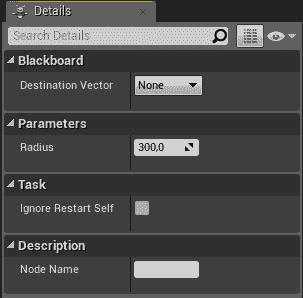 Details
Search Details
Blackboard
Destination Vector None
Parameters
Radius 300,0
Task
Ignore Restart Self
Description
Node Name